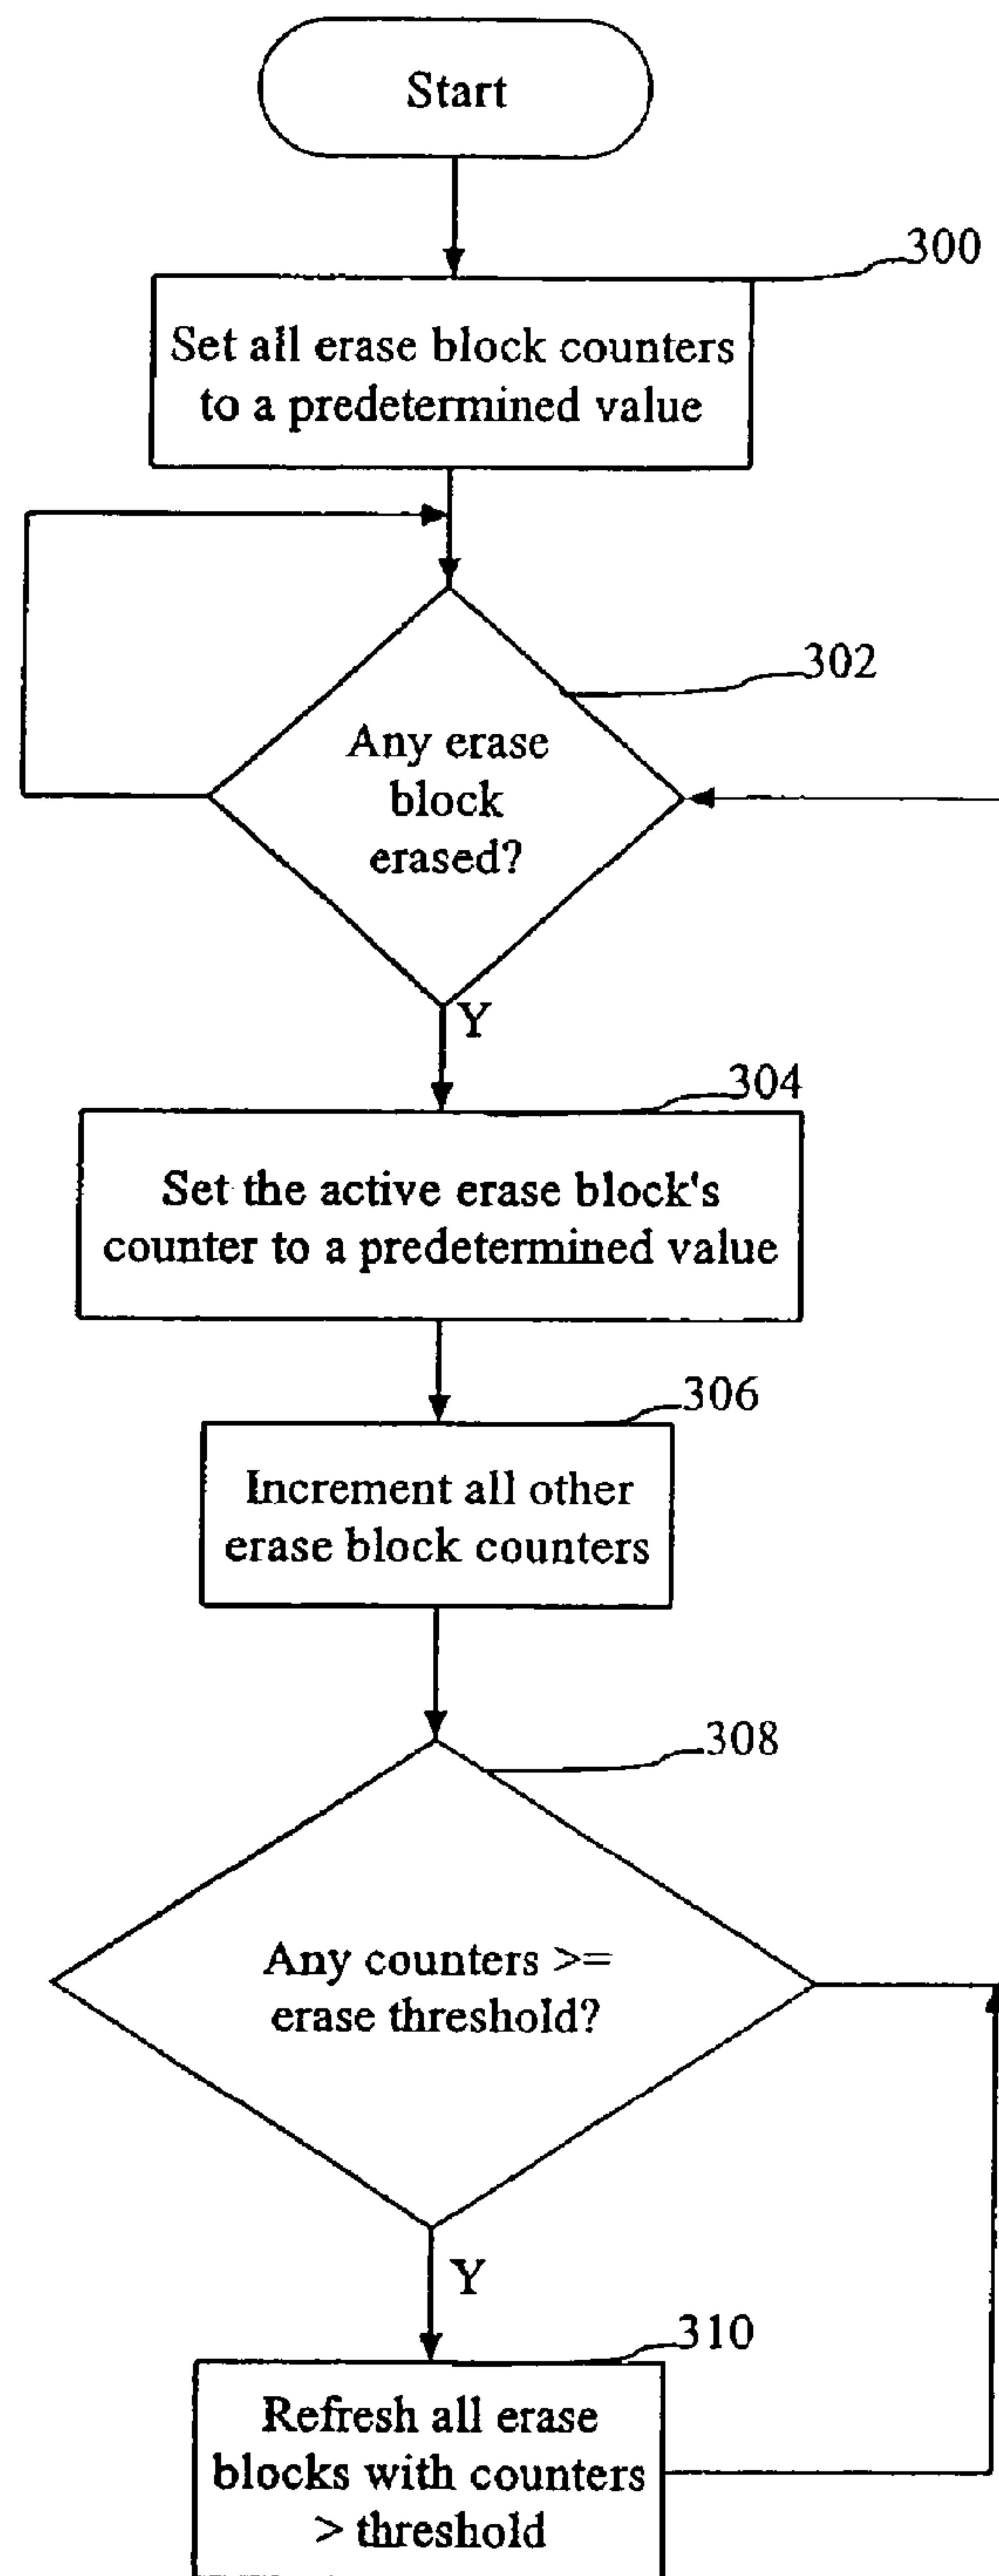 Start
300
Set all erase block counters
to a predetermined value
302
Any erase
block
erased?
Y
304
Set the active erase block's
counter to a predetermined value
306
Increment all other
erase block counters
308
Any counters >=
erase threshold?
Y
310
Refresh all erase
blocks with counters
> threshold